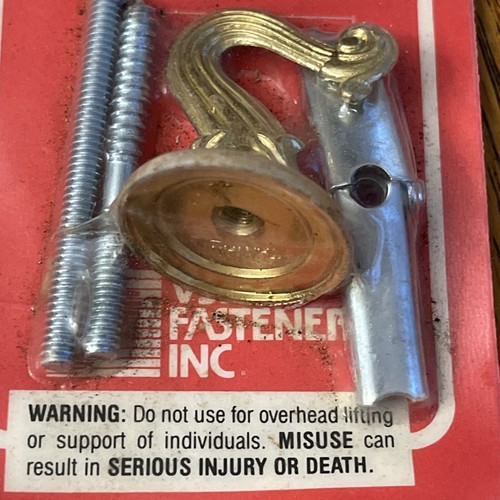 FASTENER
INC
WARNING: Do not use for overhead lifting
or support of individuals. MISUSE can
result in SERIOUS INJURY OR DEATH.